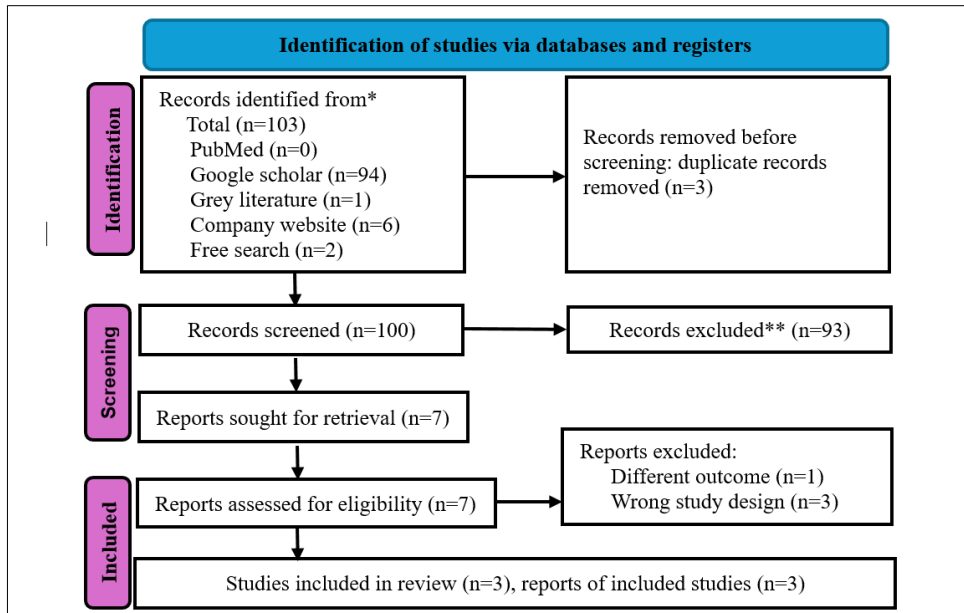 Identification of studies via databases and registers
Identification
Records identified from*
Total (n=103)
PubMed (n=0)
Google scholar (n=94)
Grey literature (n=1)
Company website (n=6)
Free search (n=2)
Records removed before
screening: duplicate records
removed (n=3)
Screening
Records screened (n=100)
Records excluded** (n=93)
Reports sought for retrieval (n=7)
Included
Reports assessed for eligibility (n=7)
Reports excluded:
Different outcome (n=1)
Wrong study design (n=3)
Studies included in review (n=3), reports of included studies (n=3)